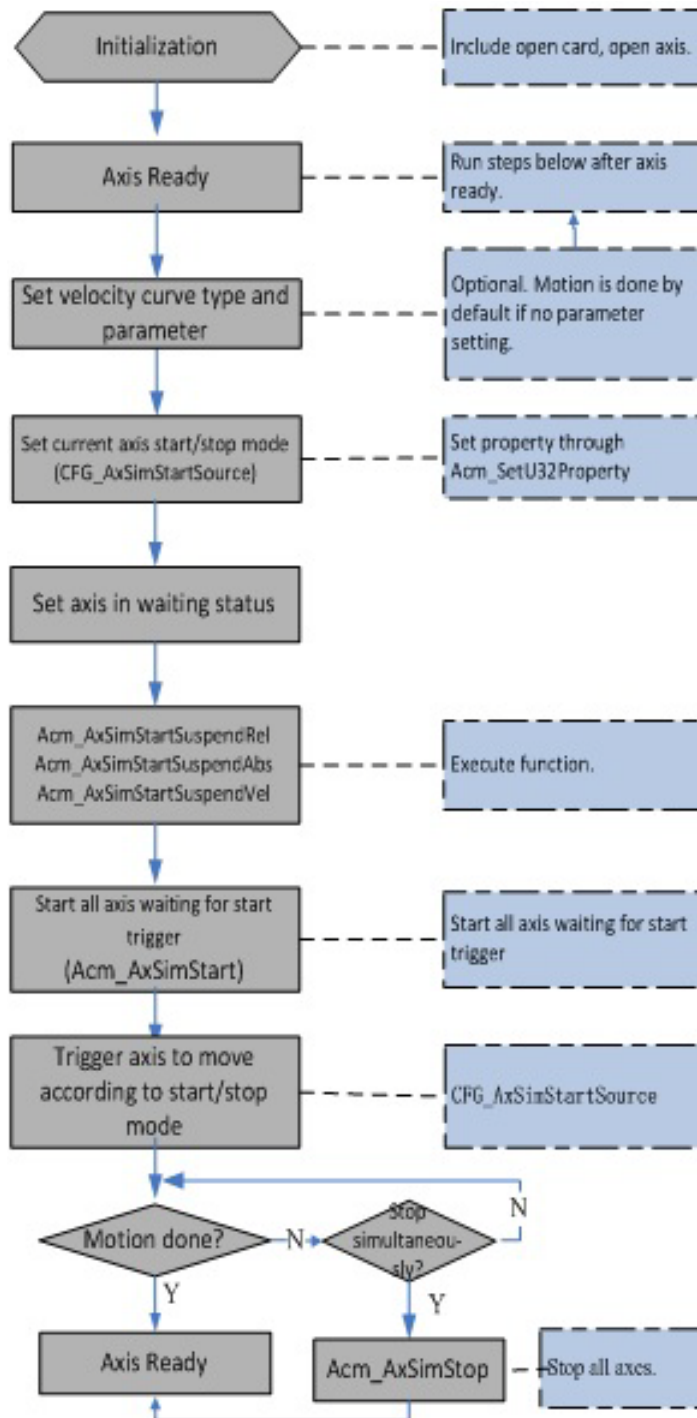 Initialization
Include open card, open axis.
Axis Ready
Run steps below after axis
ready.
Set velocity curve type and
parameter
Optional. Motion is done by
default if no parameter
setting.
Set current axis start/stop mode
(CFG_AxSimStartSource)
Set property through
Acm_SetU32Property
Set axis in waiting status
Acm_AxSimStartSuspendRel
Acm_AxSimStartSuspendAbs
Acm_AxSimStartSuspendVel
Execute function.
Start all axis waiting for start
trigger
(Acm_AxSimStart)
Start all axis waiting for start
trigger
Trigger axis to move
according to start/stop
mode
CFG_AxSimStartSource
Motion done?
N
Stop
simultaneou-
sly?
N
Y
Y
Axis Ready
Acm_AxSimStop
Stop all axes.